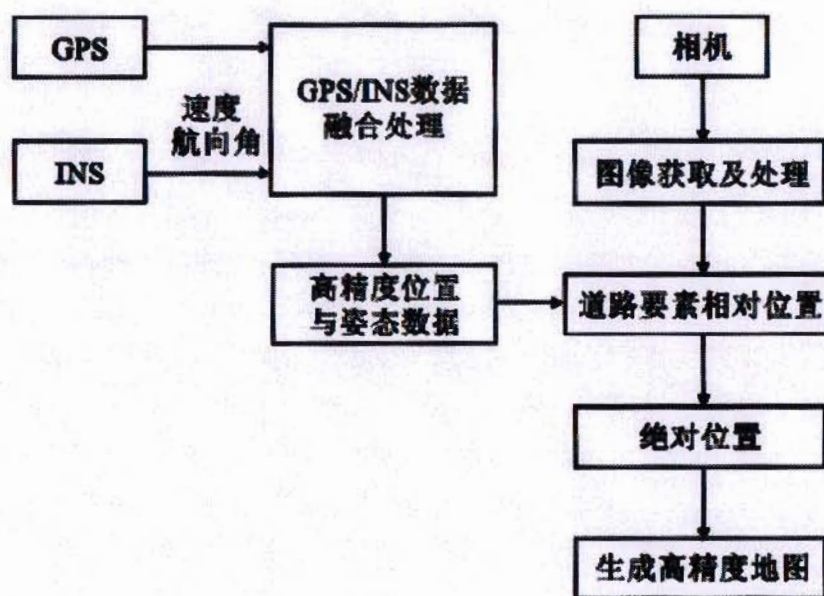 GPS
INS
速度
航向角
GPS/INS数据
融合处理
高精度位置
与姿态数据
相机
图像获取及处理
道路要素相对位置
绝对位置
生成高精度地图